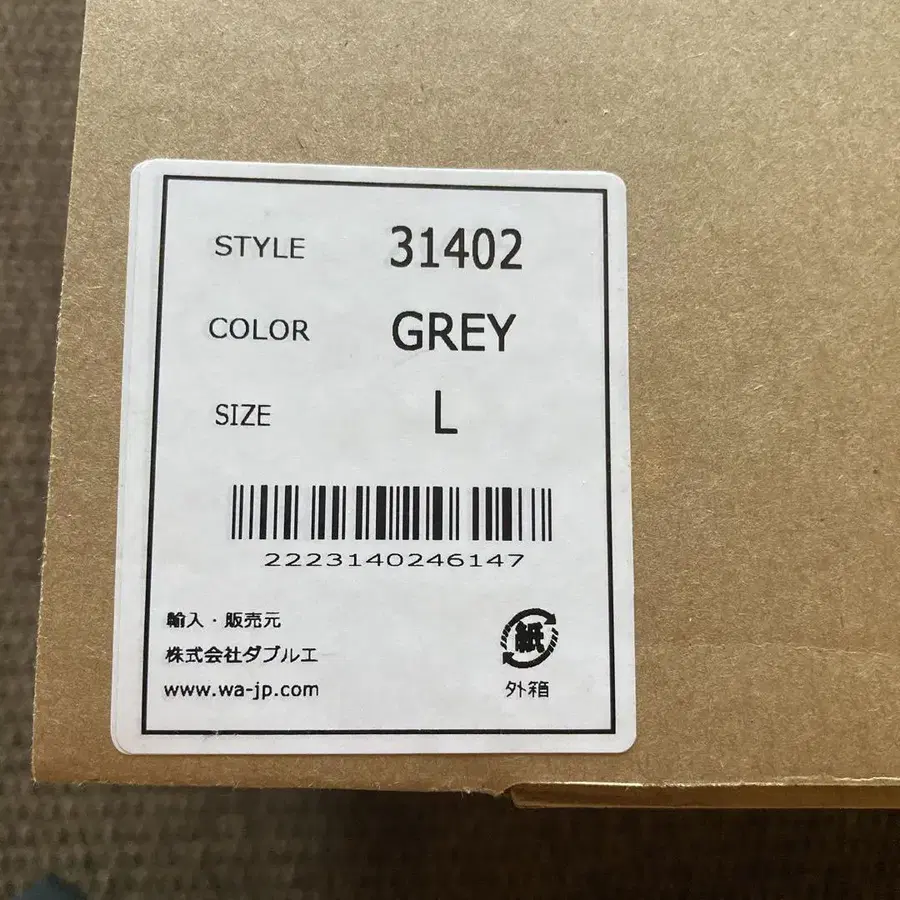 STYLE 31402
COLOR GREY
SIZE L
2223140246147
輸入・販売元
株式会社ダブルエ
www.wa-jp.com
紙
外箱